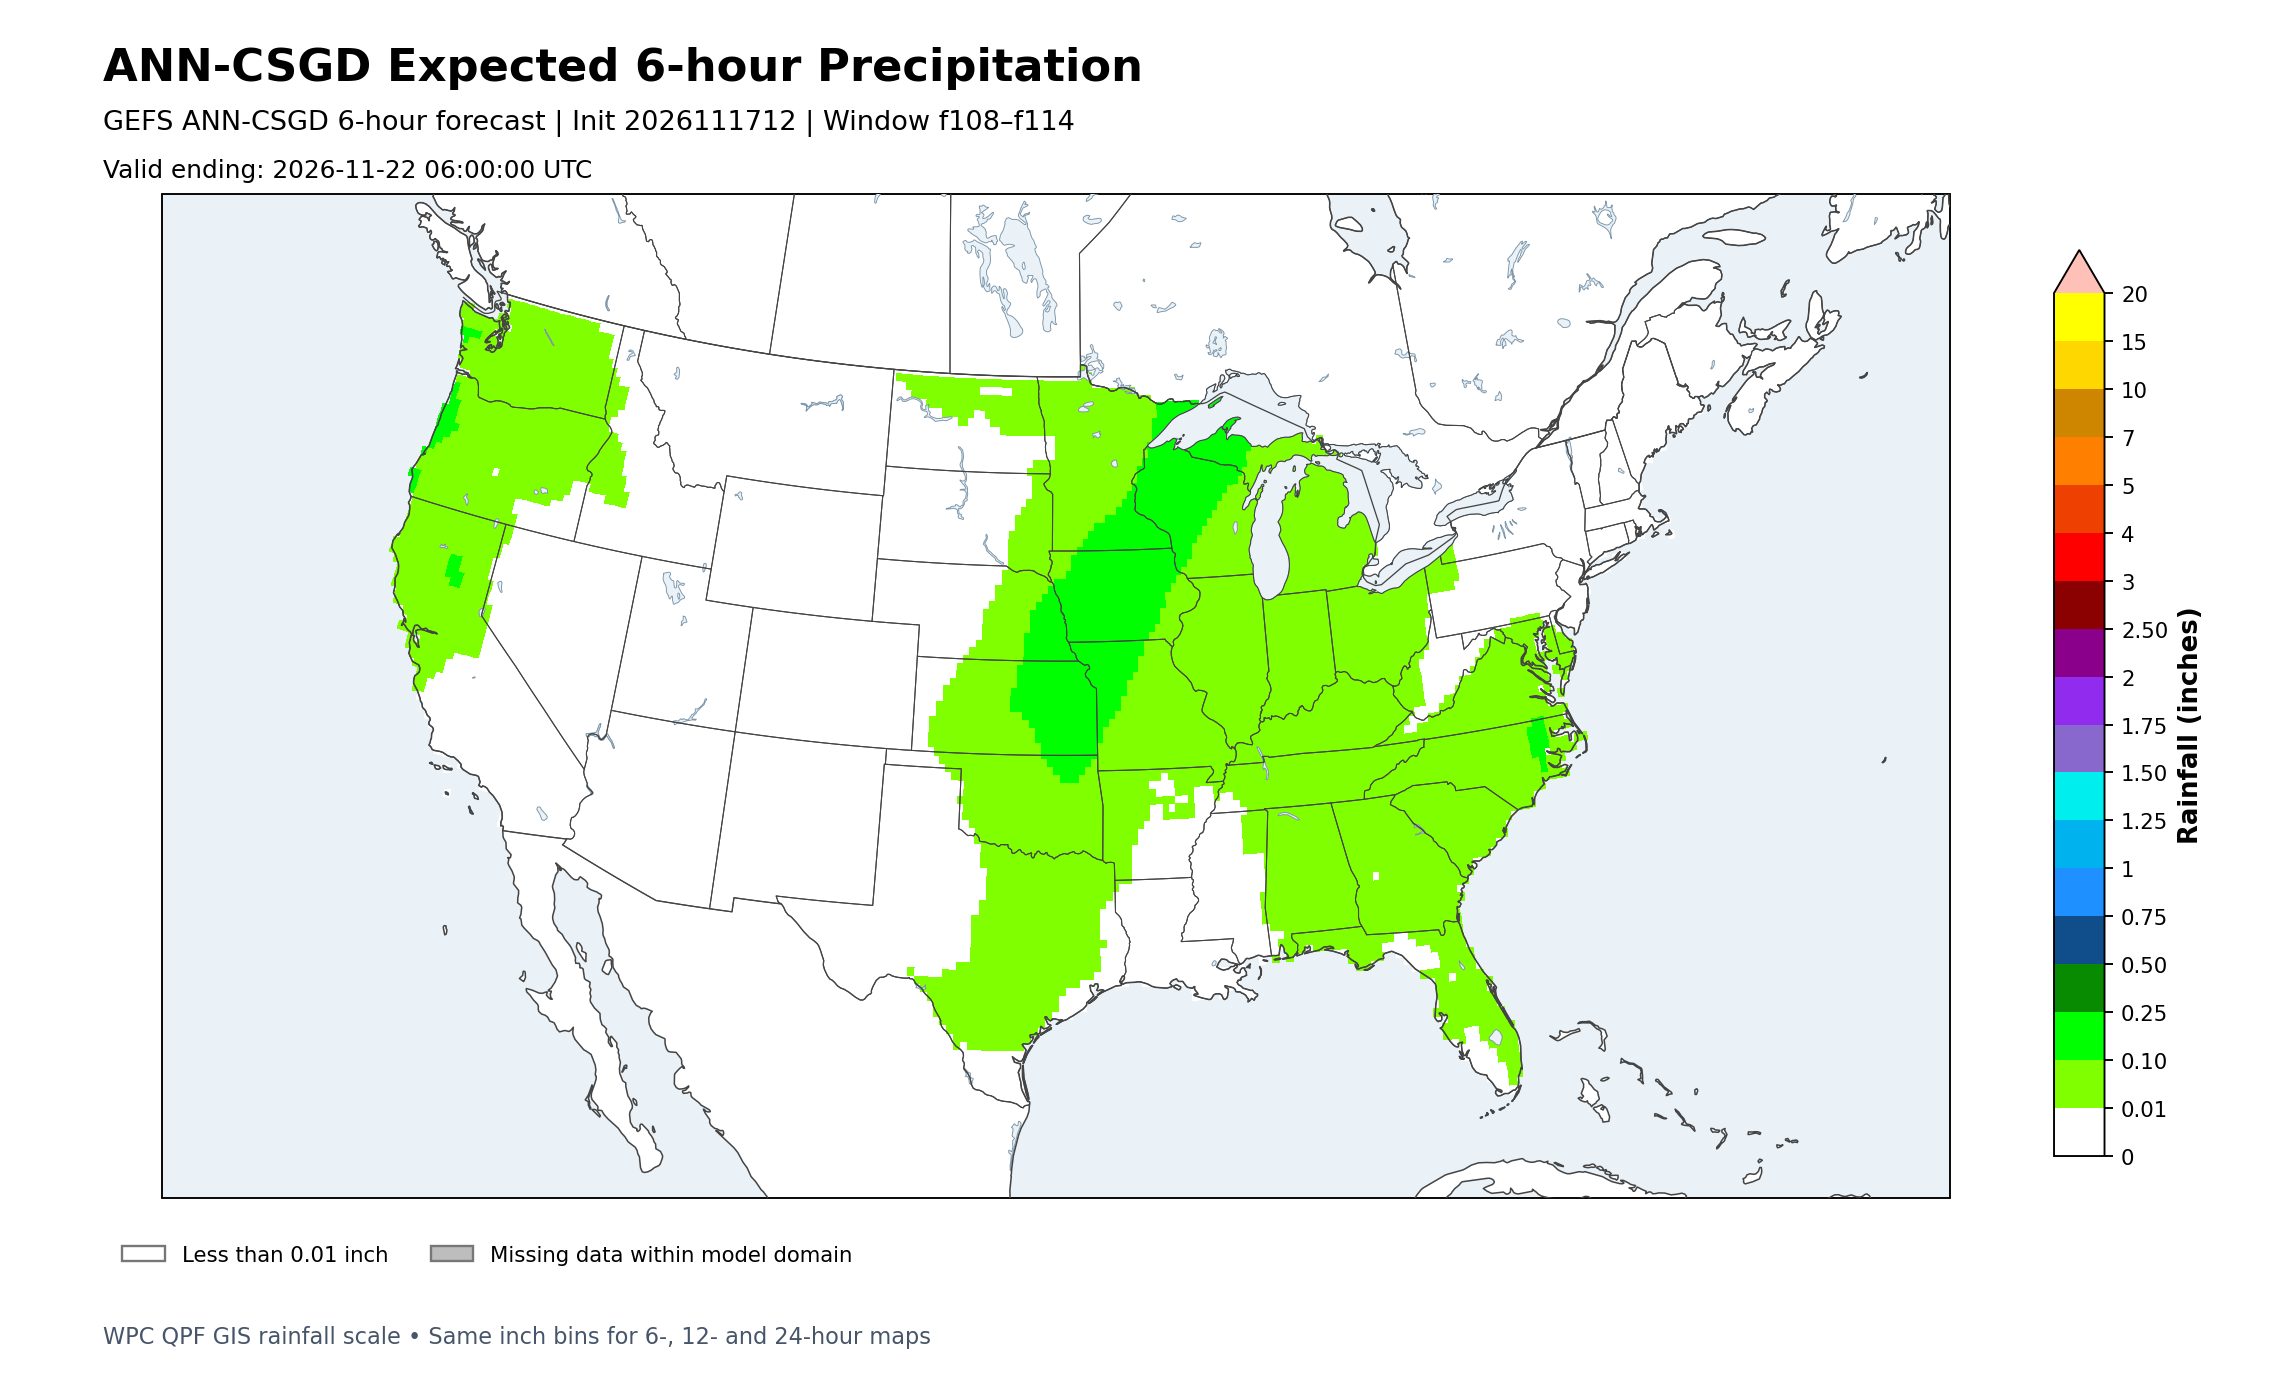 ANN-CSGD Expected 6-hour Precipitation
GEFS ANN-CSGD 6-hour forecast | Init 2026111712 | Window f108–f114
Valid ending: 2026-11-22 06:00:00 UTC
20
15
10
7
5
4
3
2.50
2
1.75
1.50
1.25
1
0.75
0.50
0.25
0.10
0.01
0
Rainfall (inches)
Less than 0.01 inch
Missing data within model domain
WPC QPF GIS rainfall scale • Same inch bins for 6-, 12- and 24-hour maps